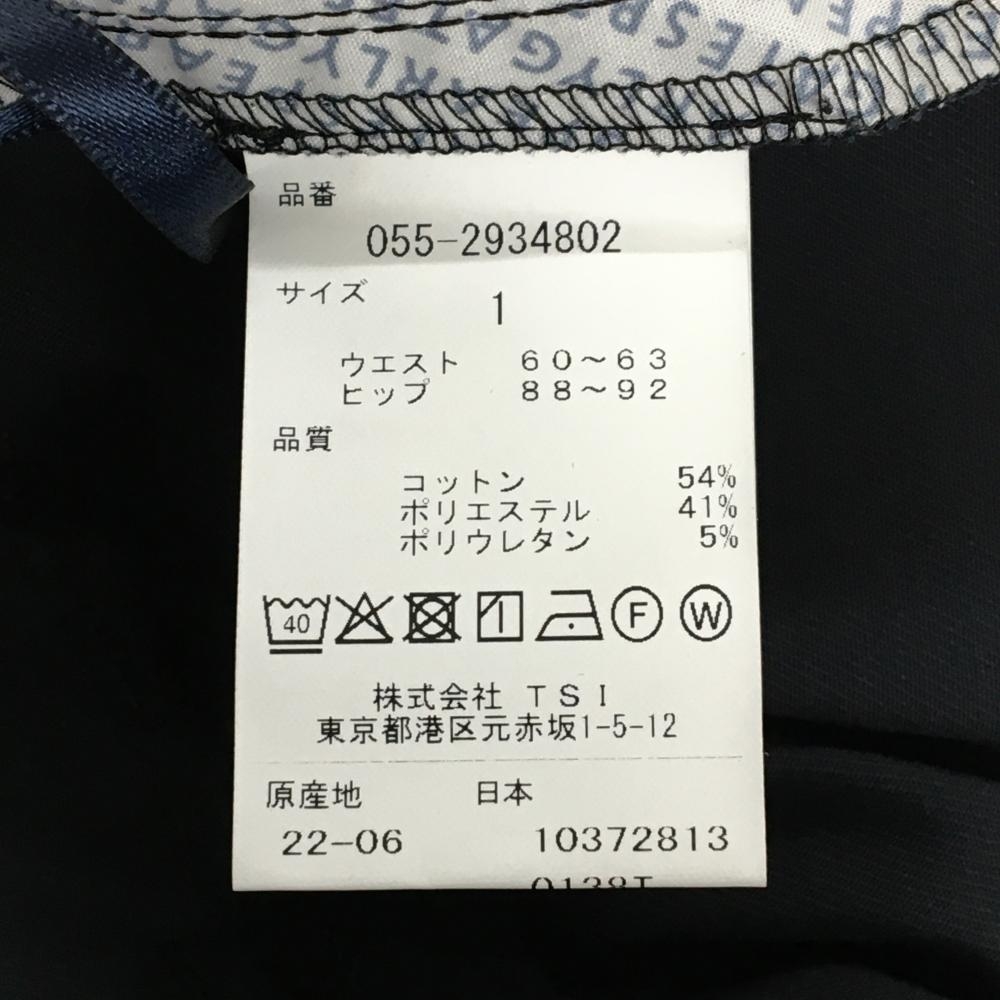 PEARLY GATES
品番
055-2934802
サイズ
1
ウエスト 60～63
ヒップ 88～92
品質
コットン 54%
ポリエステル 41%
ポリウレタン 5%
40 F W
株式会社 TSI
東京都港区元赤坂1-5-12
原産地 日本
22-06 10372813